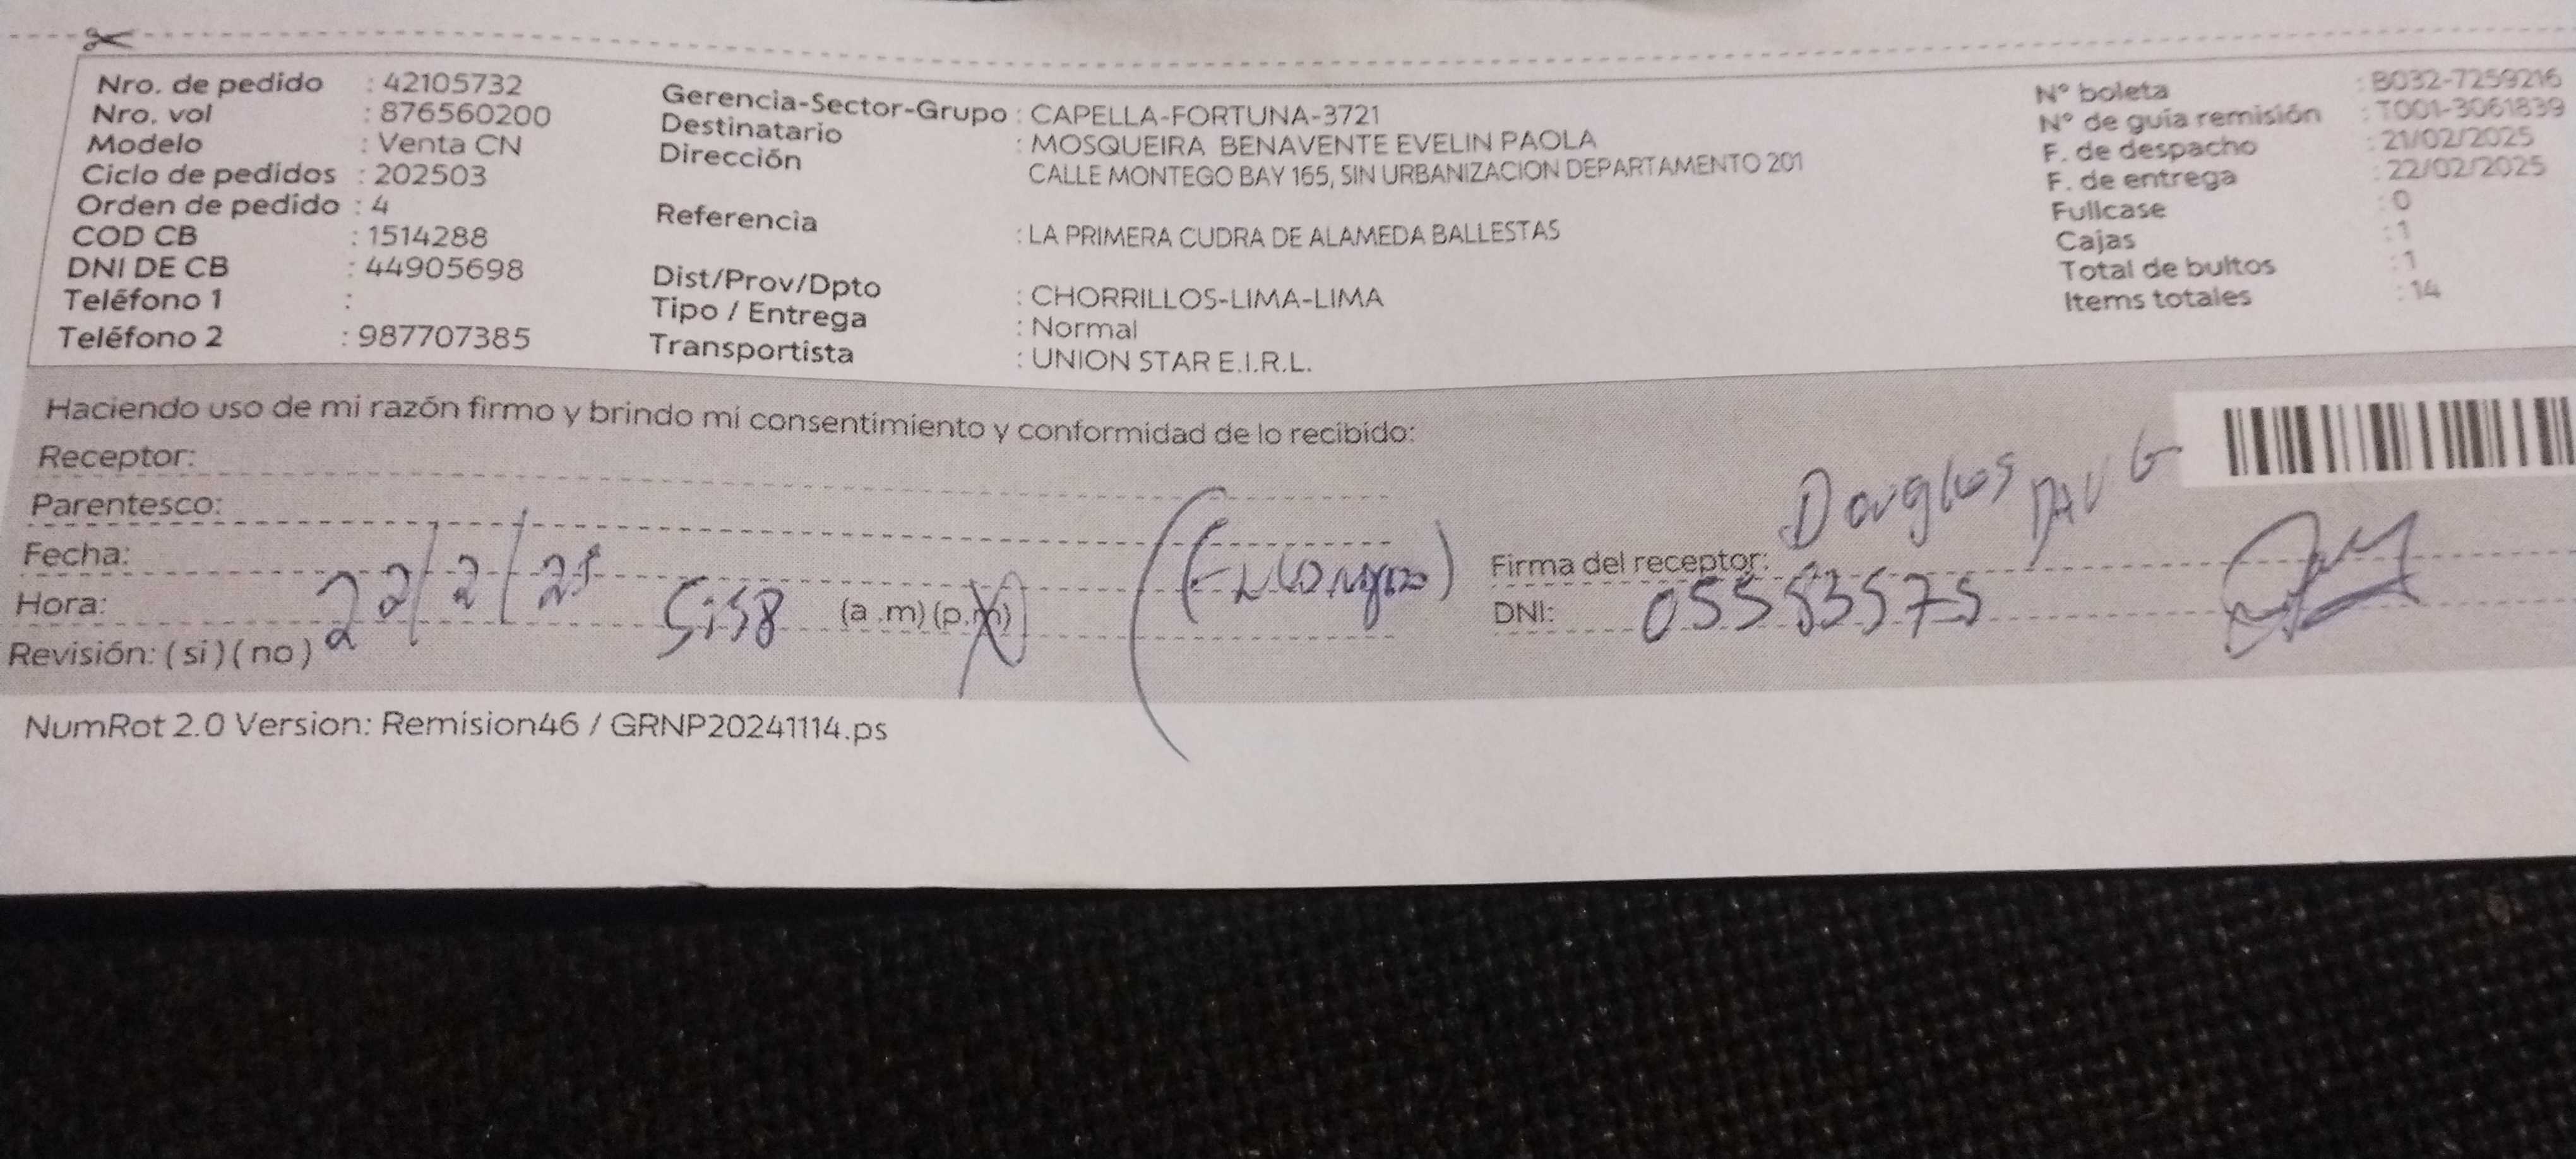 Nro. de pedido : 42105732
Nro. vol : 876560200
Modelo : Venta CN
Ciclo de pedidos : 202503
Orden de pedido : 4
COD CB : 1514288
DNI DE CB : 44905698
Teléfono 1 :
Teléfono 2 : 987707385
Gerencia-Sector-Grupo : CAPELLA-FORTUNA-3721
Destinatario : MOSQUEIRA BENAVENTE EVELIN PAOLA
Dirección CALLE MONTEGO BAY 165, SIN URBANIZACION DEPARTAMENTO 201
Referencia : LA PRIMERA CUDRA DE ALAMEDA BALLESTAS
Dist/Prov/Dpto : CHORRILLOS-LIMA-LIMA
Tipo / Entrega : Normal
Transportista : UNION STAR E.I.R.L.
N° boleta : B032-7259216
N° de guía remisión : T001-3061839
F. de despacho : 21/02/2025
F. de entrega : 22/02/2025
Fullcase : 0
Cajas : 1
Total de bultos : 1
Items totales : 14
Haciendo uso de mi razón firmo y brindo mi consentimiento y conformidad de lo recibido:
Receptor:
Parentesco:
Fecha: 22/2/25
Hora: 5:58 (a.m) (p.m)
Revisión: ( si ) ( no )
Douglas
Firma del receptor:
DNI: 05583575
NumRot 2.0 Version: Remision46 / GRNP20241114.ps